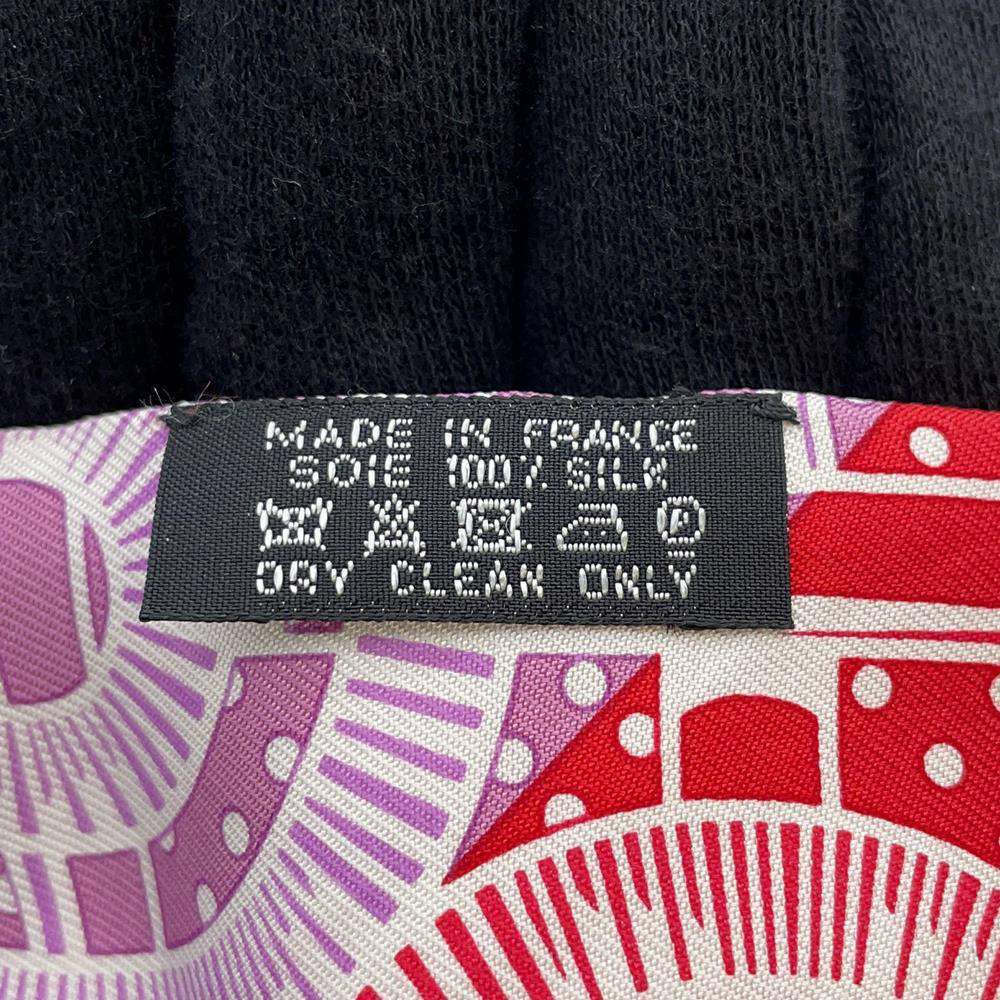 MADE IN FRANCE
SOIE 100% SILK
P
DRY CLEAN ONLY